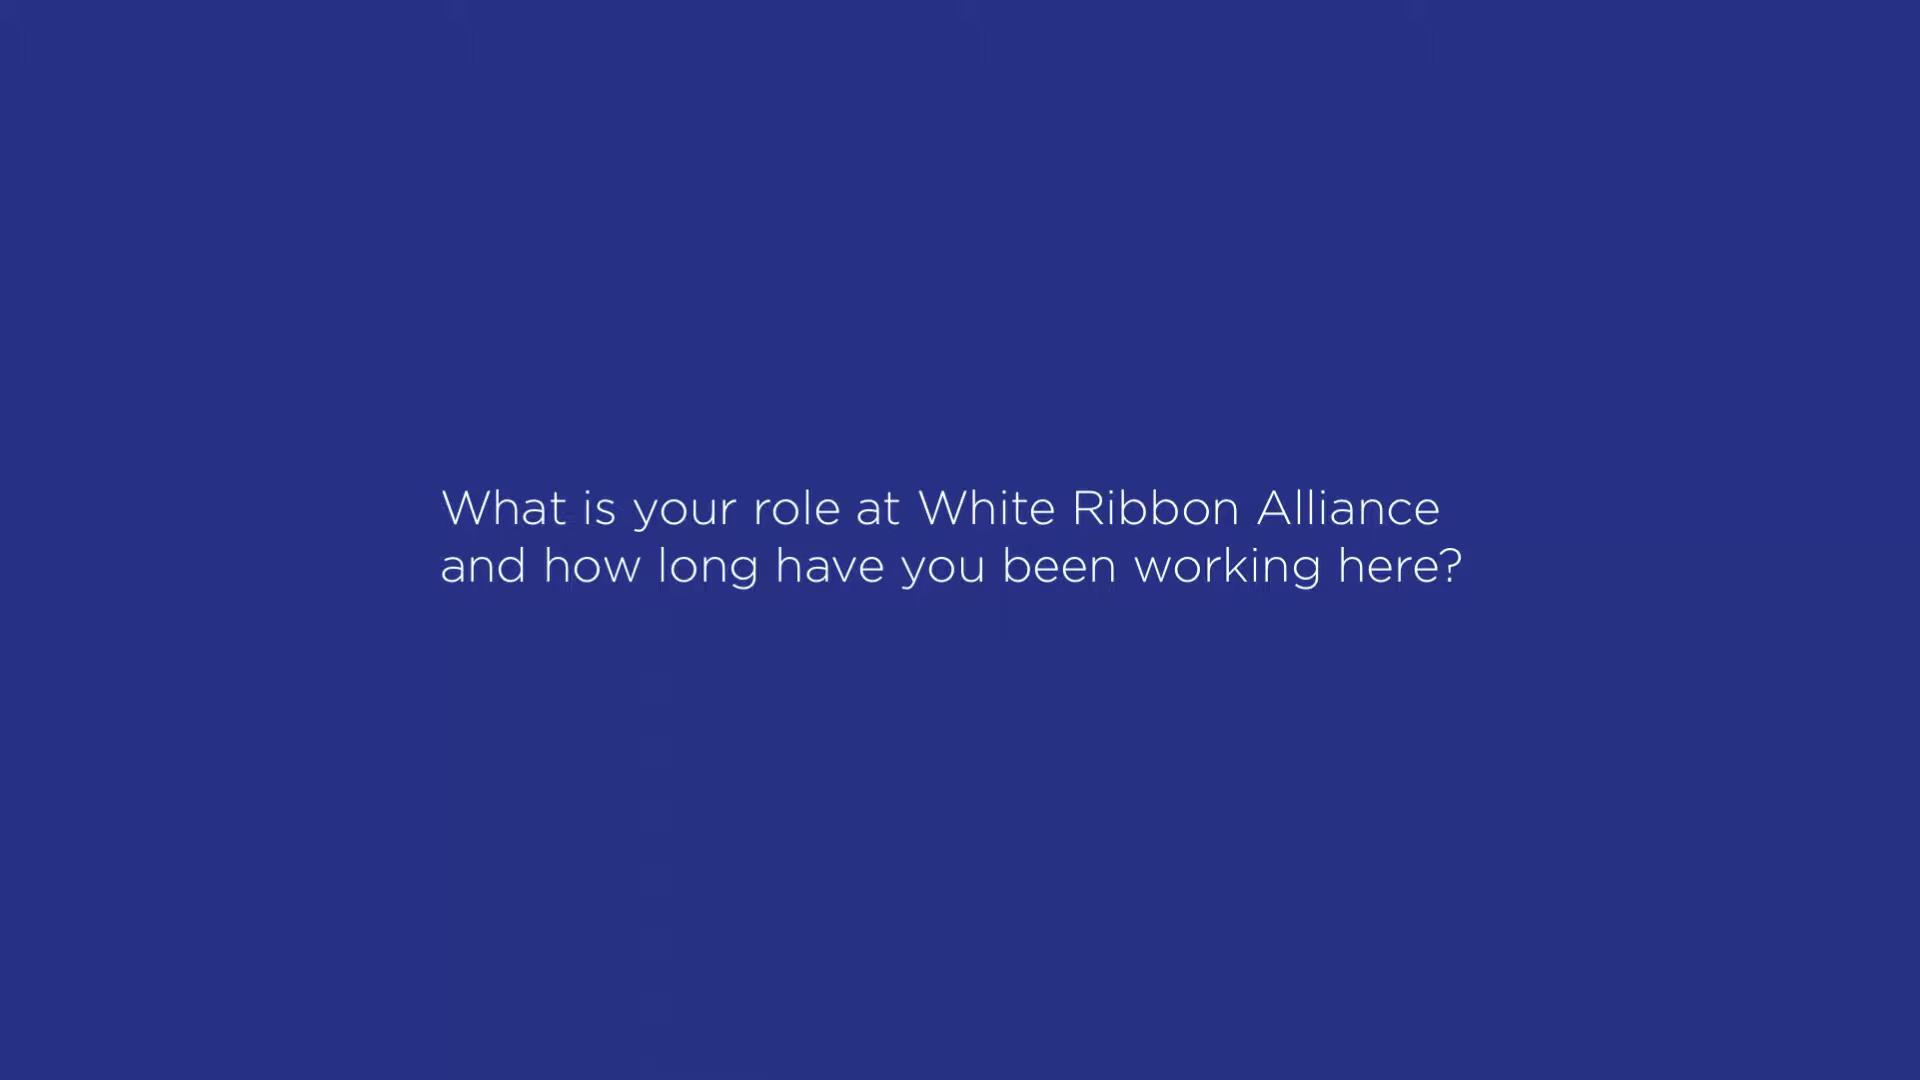 What is your role at White Ribbon Alliance
and how long have you been working here?